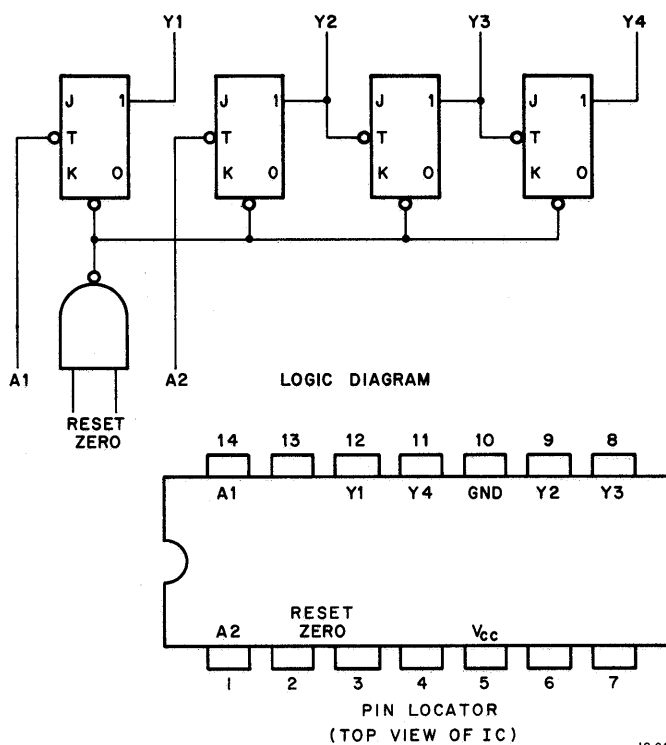 Y1 Y2 Y3 Y4
J 1 J 1 J 1 J 1
T T T T
K 0 K 0 K 0 K 0
A1 A2 LOGIC DIAGRAM
RESET
ZERO
14 13 12 11 10 9 8
A1 Y1 Y4 GND Y2 Y3
RESET
A2 ZERO Vcc
1 2 3 4 5 6 7
PIN LOCATOR
(TOP VIEW OF IC)